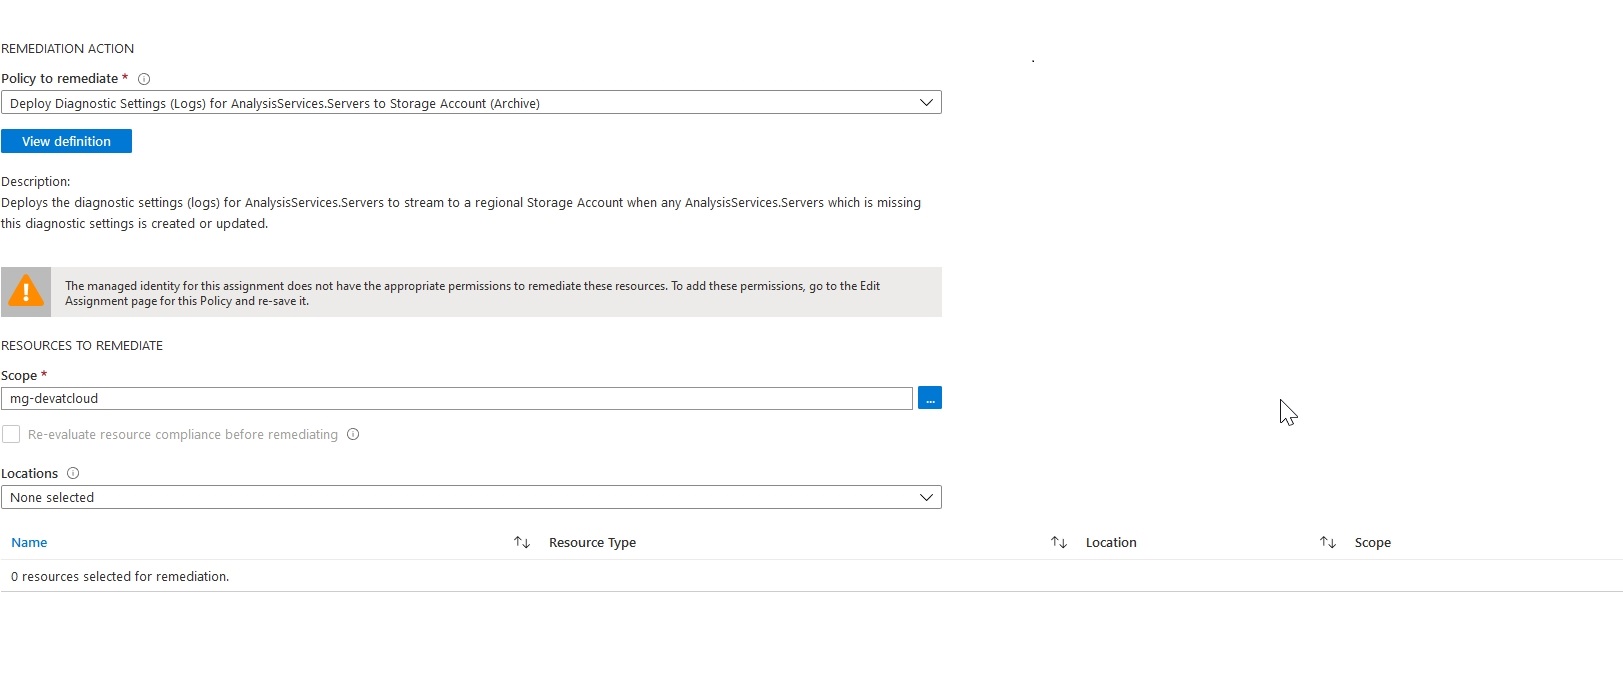 REMEDIATION ACTION
Policy to remediate *
Deploy Diagnostic Settings (Logs) for AnalysisServices.Servers to Storage Account (Archive)
View definition
Description:
Deploys the diagnostic settings (logs) for AnalysisServices.Servers to stream to a regional Storage Account when any AnalysisServices.Servers which is missing
this diagnostic settings is created or updated.
The managed identity for this assignment does not have the appropriate permissions to remediate these resources. To add these permissions, go to the Edit
Assignment page for this Policy and re-save it.
RESOURCES TO REMEDIATE
Scope *
mg-devatcloud
...
Re-evaluate resource compliance before remediating
Locations
None selected
Name Resource Type Location Scope
0 resources selected for remediation.